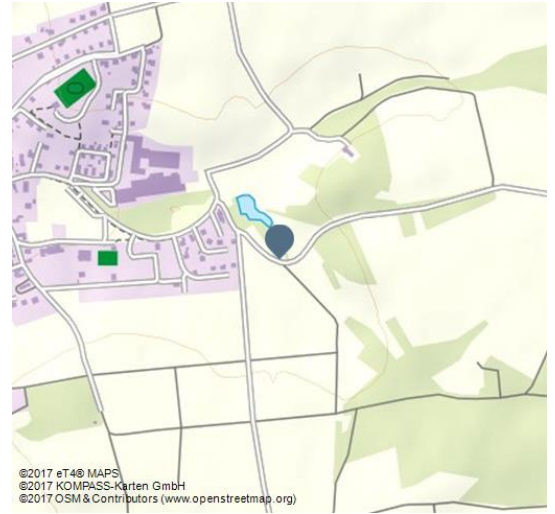 ©2017 eT4® MAPS
©2017 KOMPASS-Karten GmbH
©2017 OSM & Contributors (www.openstreetmap.org)